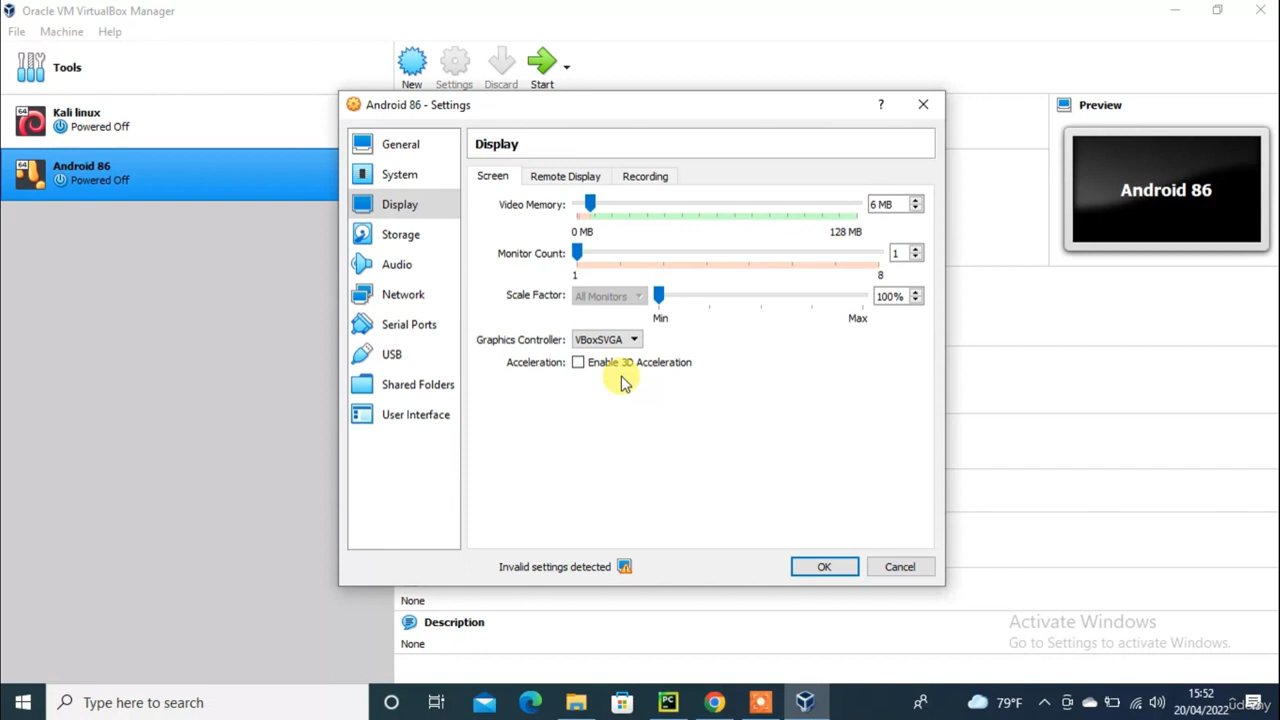 Oracle VM VirtualBox Manager
File Machine Help
Tools
New Settings Discard Start
64
Kali linux
Powered Off
64
Android 86
Powered Off
Preview
Android 86
Android 86 - Settings
?
General
System
Display
Storage
Audio
Network
Serial Ports
USB
Shared Folders
User Interface
Display
Screen Remote Display Recording
Video Memory: 6 MB
0 MB 128 MB
Monitor Count: 1
1 8
Scale Factor: All Monitors 100%
Min Max
Graphics Controller: VBoxSVGA
Acceleration: Enable 3D Acceleration
Invalid settings detected
OK Cancel
None
Description
None
Activate Windows
Go to Settings to activate Windows.
Type here to search
PC
79°F
15:52
20/04/2022
udemy